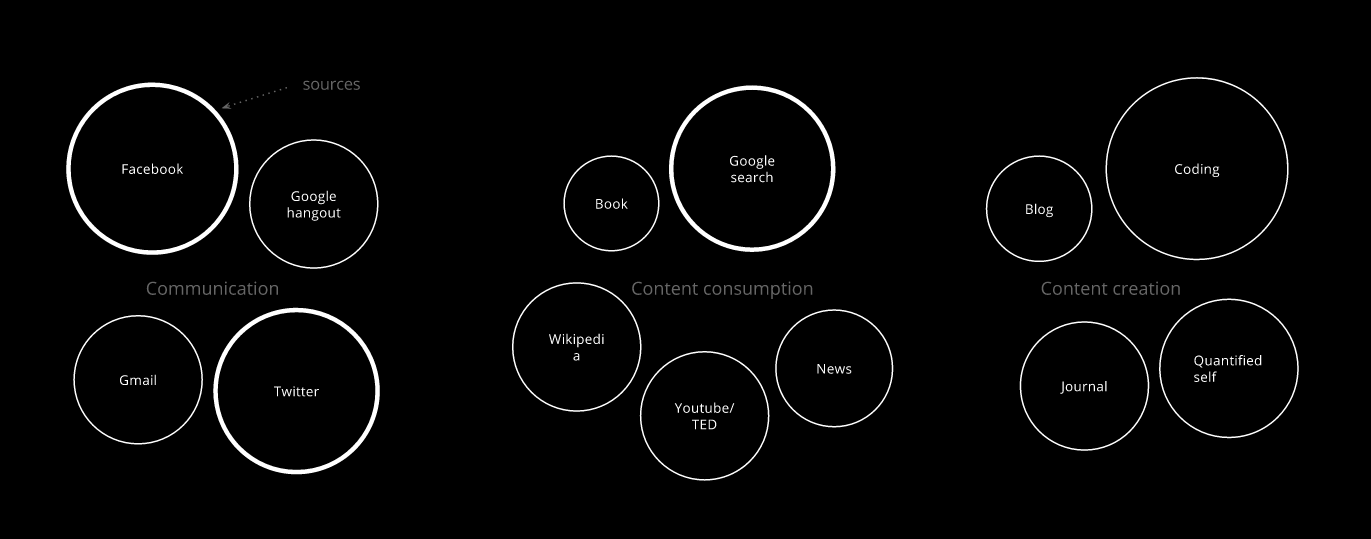 sources
Facebook
Google
hangout
Communication
Gmail
Twitter
Book
Google
search
Content consumption
Wikipedi
a
Youtube/
TED
News
Blog
Coding
Content creation
Journal
Quantified
self